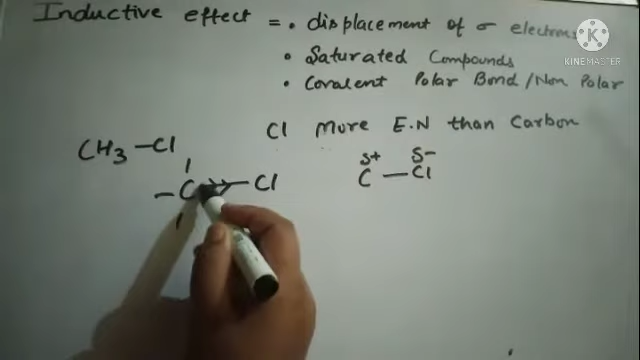 Inductive effect = • displacement of σ electrons
• Saturated Compounds
• Covalent Polar Bond/Non Polar
Cl More E.N than Carbon
CH3 – Cl
δ+ δ-
C – Cl
– C – Cl
K
KINEMASTER